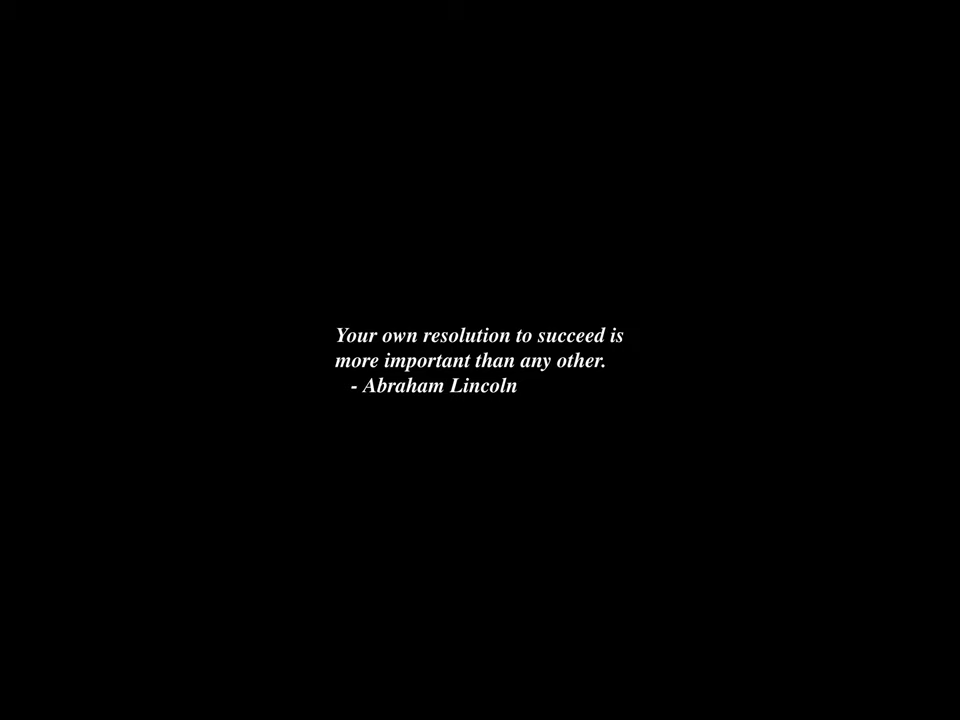 Your own resolution to succeed is
more important than any other.
- Abraham Lincoln